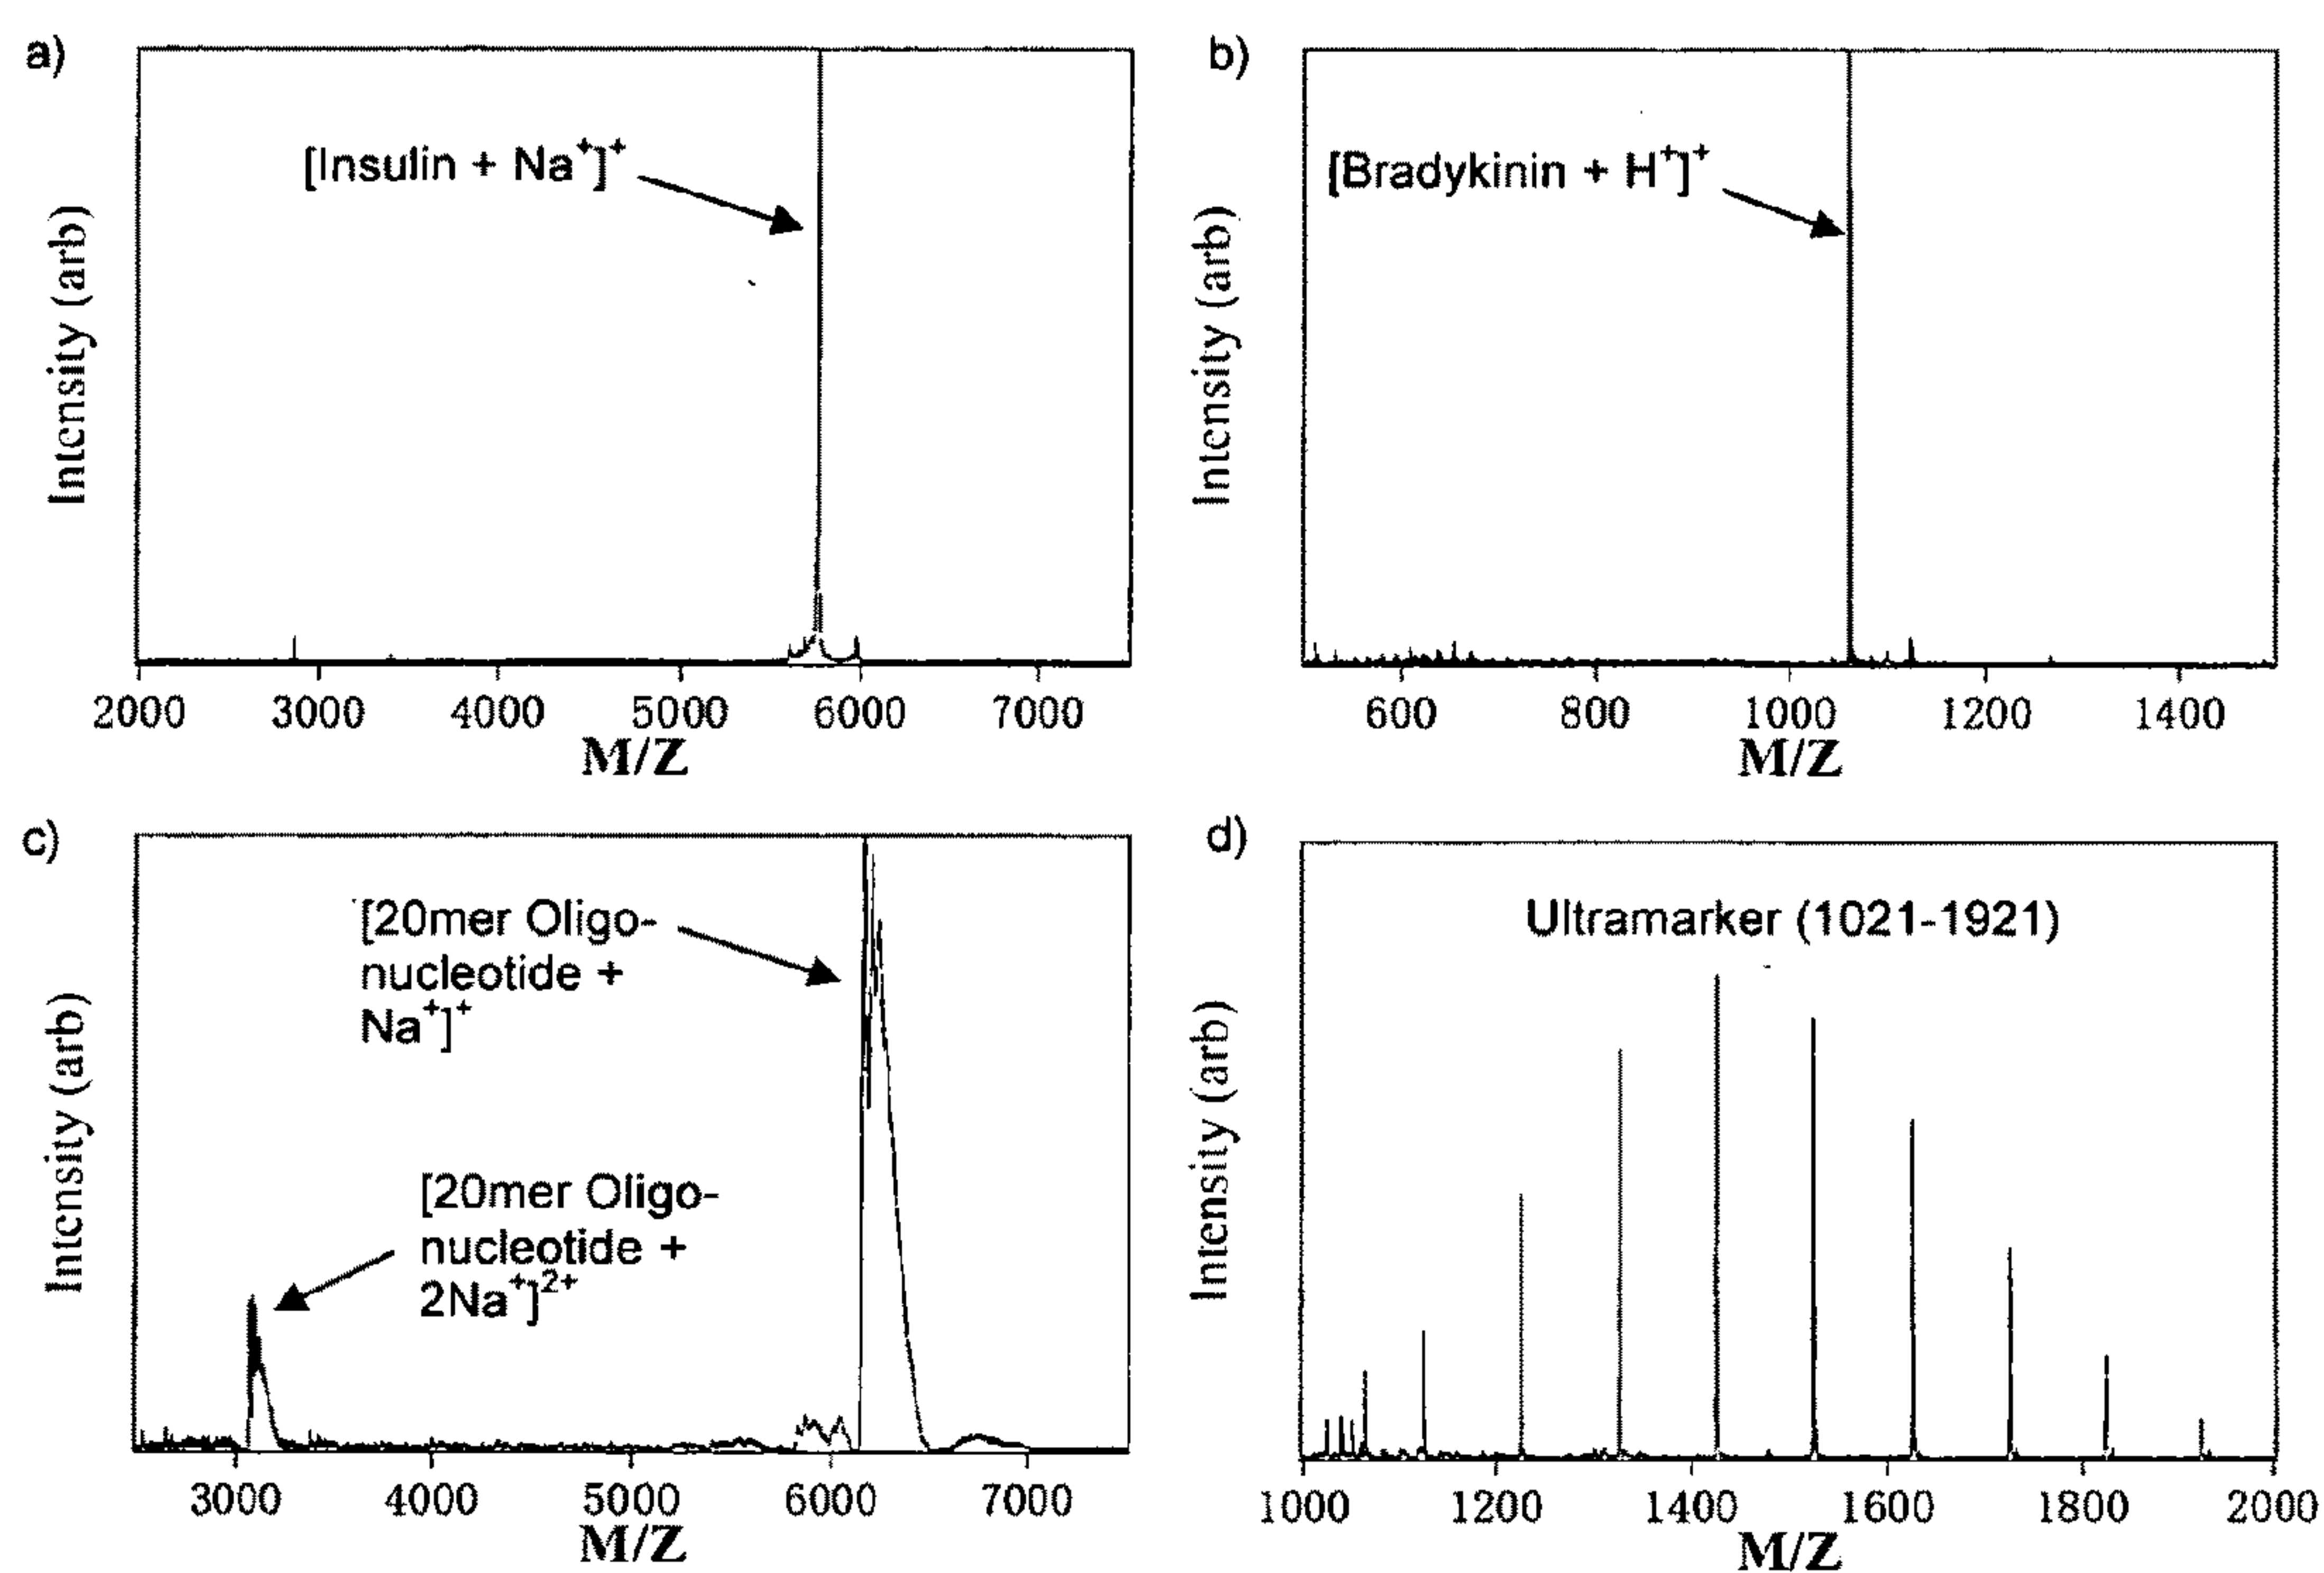 a)
[Insulin + Na⁺]⁺
Intensity (arb)
2000 3000 4000 5000 6000 7000
M/Z
b)
[Bradykinin + H⁺]⁺
Intensity (arb)
600 800 1000 1200 1400
M/Z
c)
[20mer Oligo-
nucleotide +
Na⁺]⁺
[20mer Oligo-
nucleotide +
2Na⁺]²⁺
Intensity (arb)
3000 4000 5000 6000 7000
M/Z
d)
Ultramarker (1021-1921)
Intensity (arb)
1000 1200 1400 1600 1800 2000
M/Z